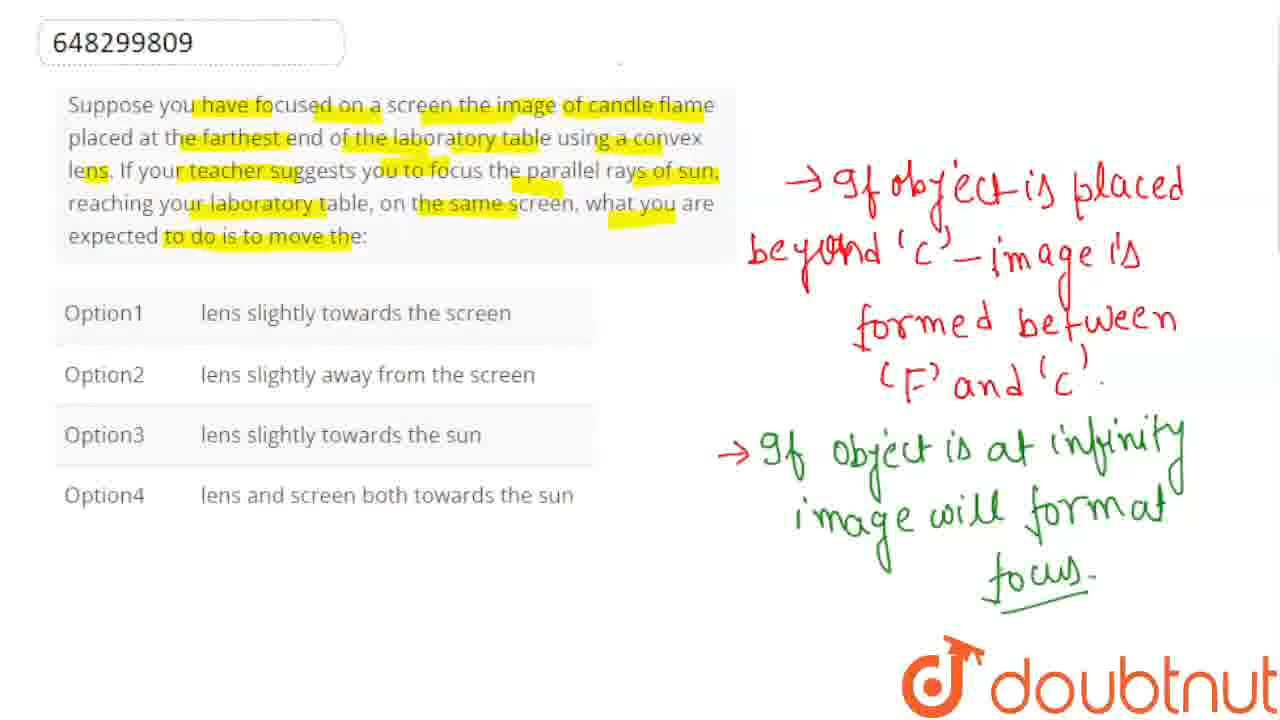 648299809
Suppose you have focused on a screen the image of candle flame
placed at the farthest end of the laboratory table using a convex
lens. If your teacher suggests you to focus the parallel rays of sun,
reaching your laboratory table, on the same screen, what you are
expected to do is to move the:
Option1 lens slightly towards the screen
Option2 lens slightly away from the screen
Option3 lens slightly towards the sun
Option4 lens and screen both towards the sun
→ If object is placed
beyond 'C' - image is
formed between
'F' and 'C'.
→ If object is at infinity
image will format
focus.
doubtnut